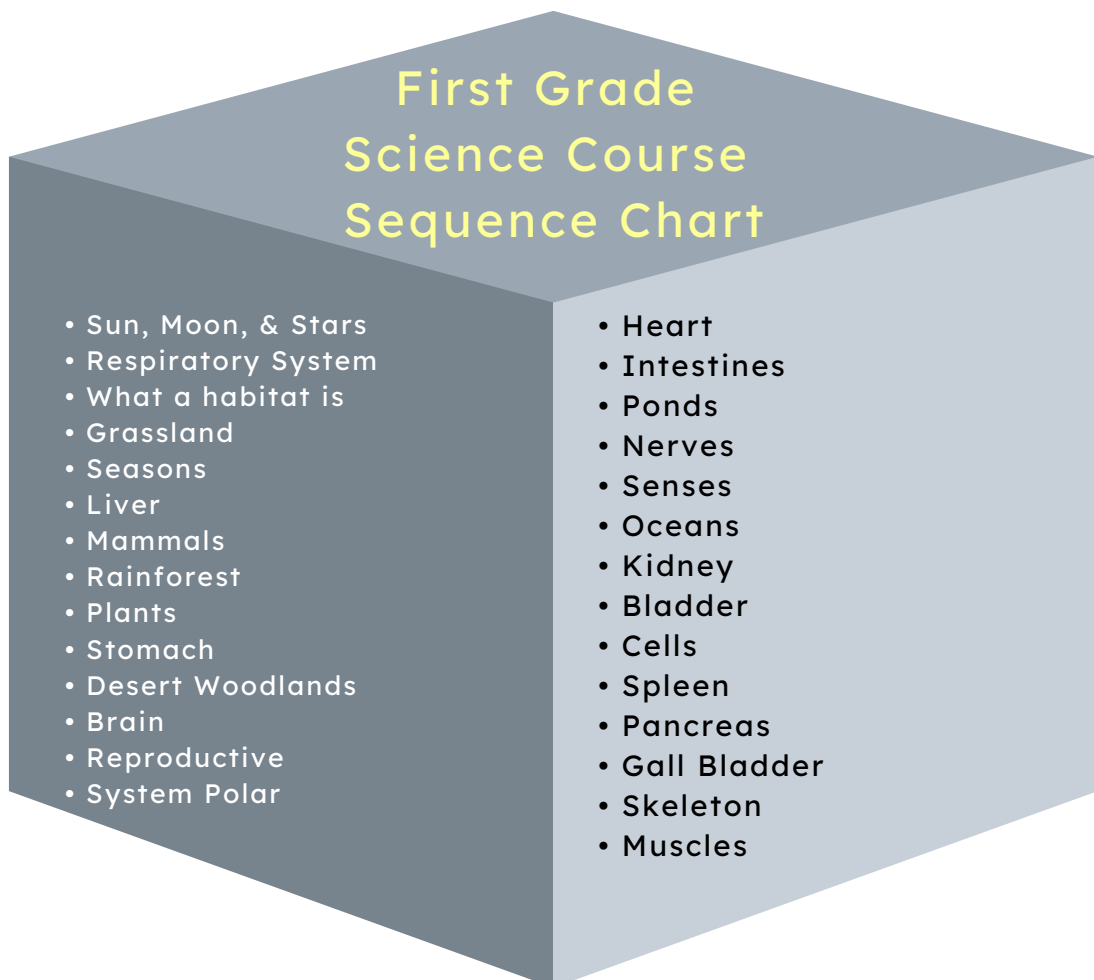 First Grade
Science Course
Sequence Chart
• Sun, Moon, & Stars
• Respiratory System
• What a habitat is
• Grassland
• Seasons
• Liver
• Mammals
• Rainforest
• Plants
• Stomach
• Desert Woodlands
• Brain
• Reproductive
• System Polar
• Heart
• Intestines
• Ponds
• Nerves
• Senses
• Oceans
• Kidney
• Bladder
• Cells
• Spleen
• Pancreas
• Gall Bladder
• Skeleton
• Muscles